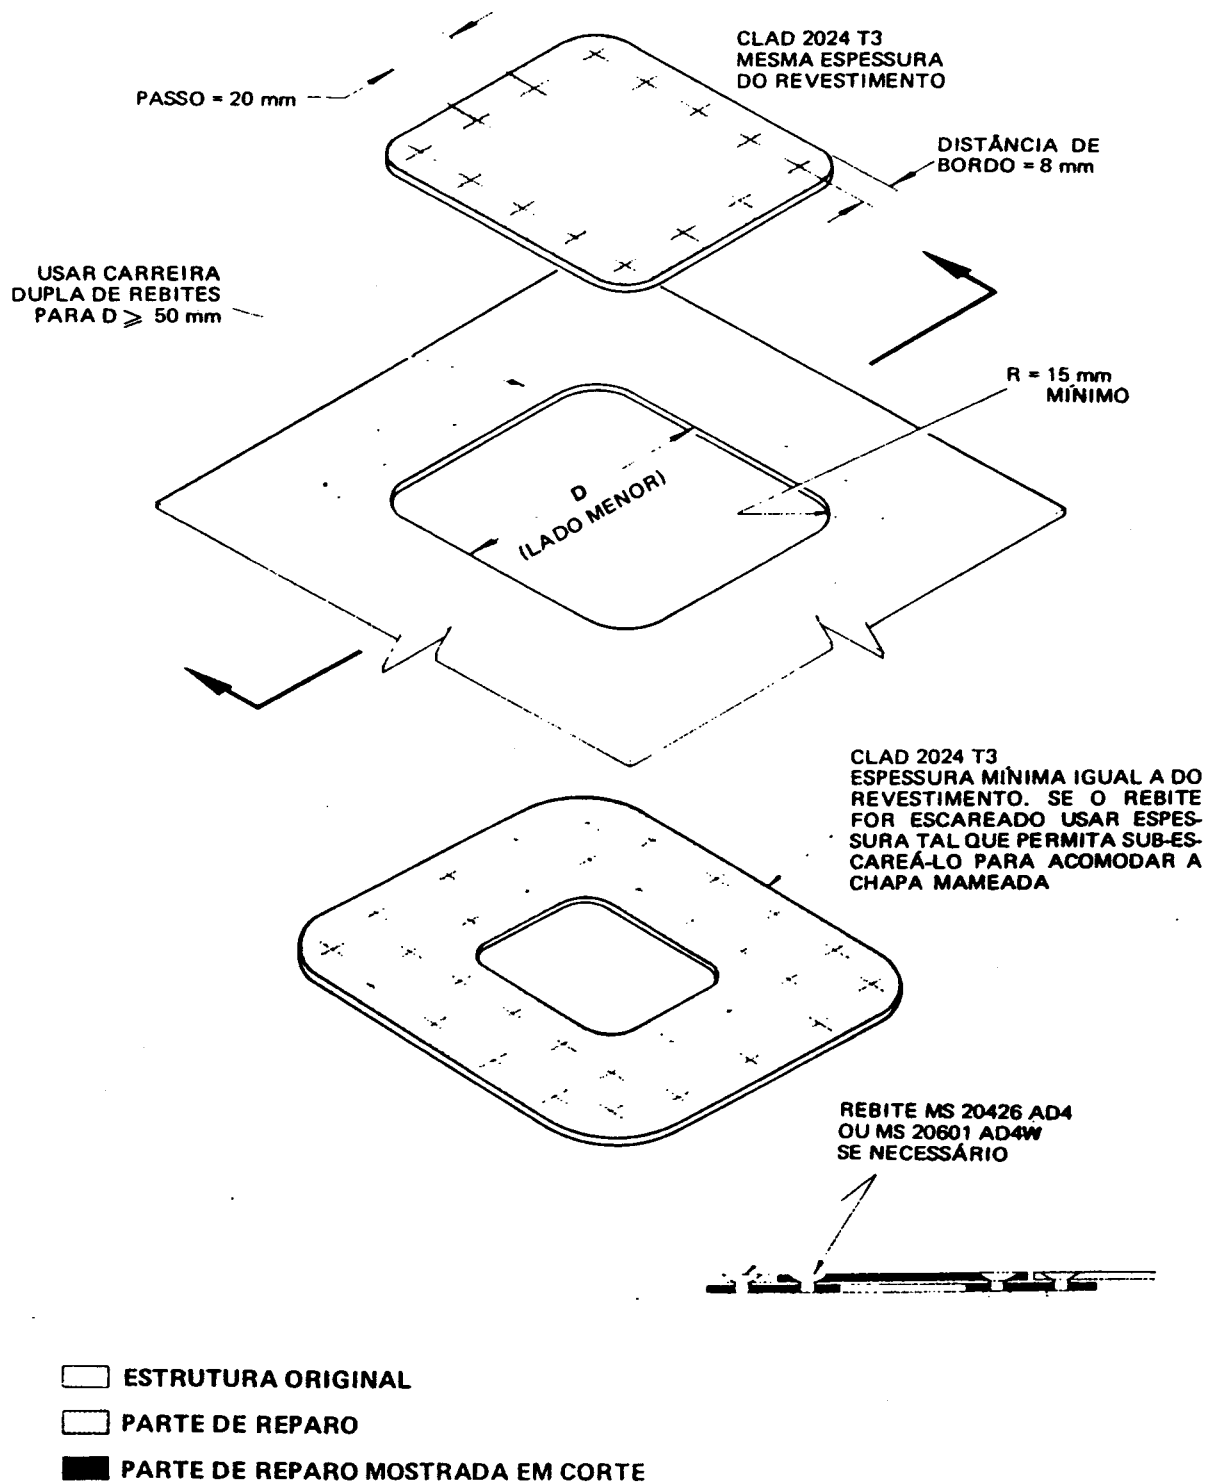 CLAD 2024 T3
MESMA ESPESSURA
DO REVESTIMENTO
PASSO = 20 mm
DISTÂNCIA DE
BORDO = 8 mm
USAR CARREIRA
DUPLA DE REBITES
PARA D ⩾ 50 mm
R = 15 mm
MÍNIMO
D
(LADO MENOR)
CLAD 2024 T3
ESPESSURA MÍNIMA IGUAL A DO
REVESTIMENTO. SE O REBITE
FOR ESCAREADO USAR ESPES-
SURA TAL QUE PERMITA SUB-ES-
CAREÁ-LO PARA ACOMODAR A
CHAPA MAMEADA
REBITE MS 20426 AD4
OU MS 20601 AD4W
SE NECESSÁRIO
ESTRUTURA ORIGINAL
PARTE DE REPARO
PARTE DE REPARO MOSTRADA EM CORTE